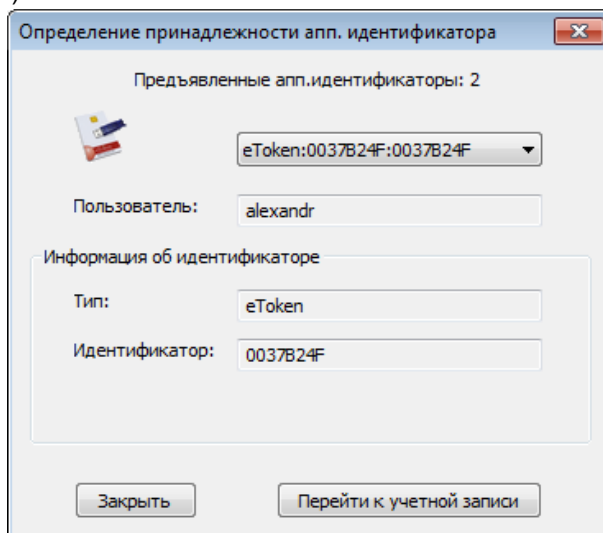 )
Определение принадлежности апп. идентификатора
Предъявленные апп.идентификаторы: 2
eToken:0037B24F:0037B24F
Пользователь: alexandr
Информация об идентификаторе
Тип: eToken
Идентификатор: 0037B24F
Закрыть Перейти к учетной записи